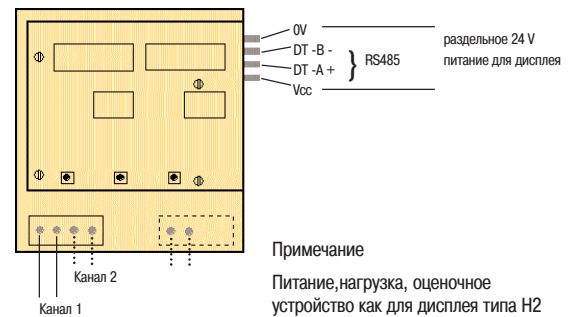 0V
DT -B -
DT -A +
Vcc
} RS485
раздельное 24 V
питание для дисплея
Канал 2
Канал 1
Примечание
Питание,нагрузка, оценочное
устройство как для дисплея типа H2